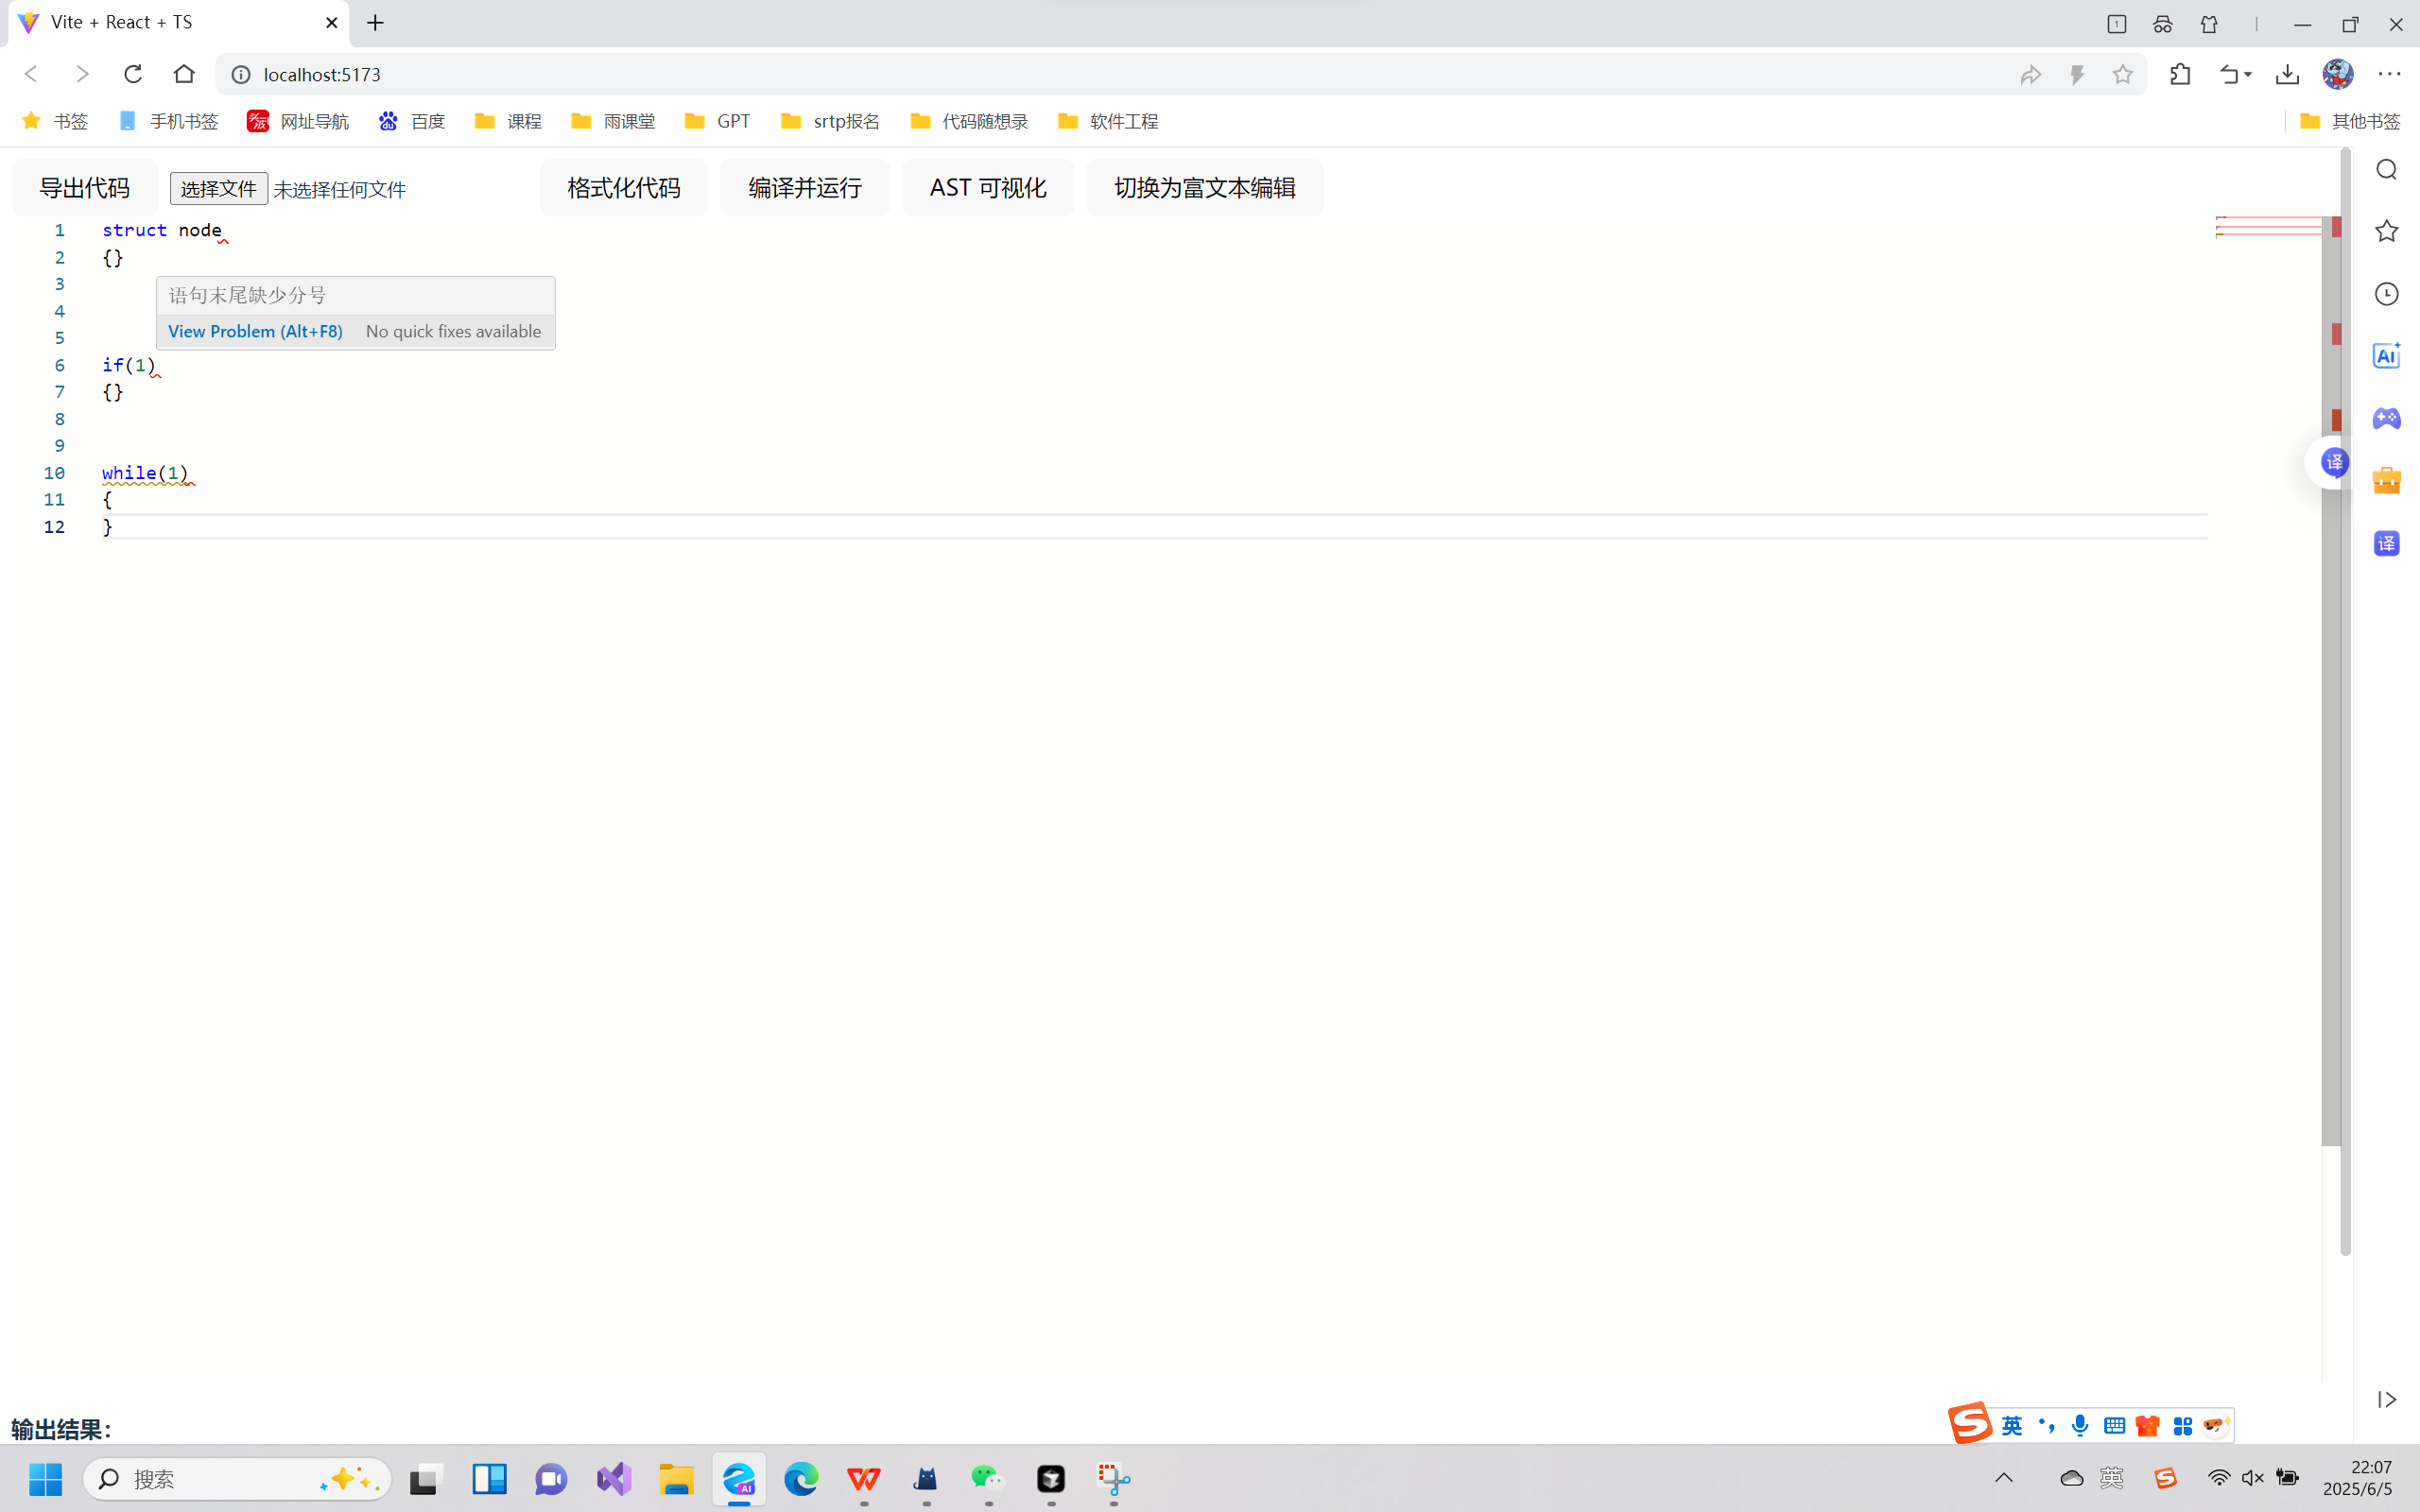 Vite + React + TS
localhost:5173
书签 手机书签 网址导航 百度 课程 雨课堂 GPT srtp报名 代码随想录 软件工程 其他书签
导出代码 选择文件 未选择任何文件 格式化代码 编译并运行 AST 可视化 切换为富文本编辑
1 struct node
2 {}
3
语句末尾缺少分号
4
View Problem (Alt+F8) No quick fixes available
5
6 if(1)
7 {}
8
9
10 while(1)
11 {
12 }
AI
译
译
输出结果：
英
搜索
英
22:07
2025/6/5